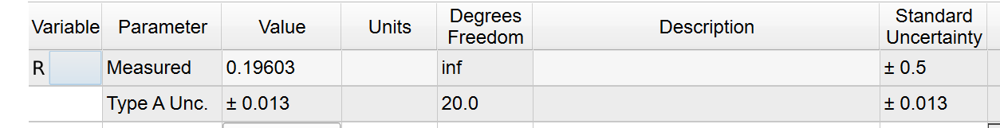 Variable Parameter Value Units Degrees Freedom Description Standard Uncertainty
R Measured 0.19603 inf ± 0.5
Type A Unc. ± 0.013 20.0 ± 0.013